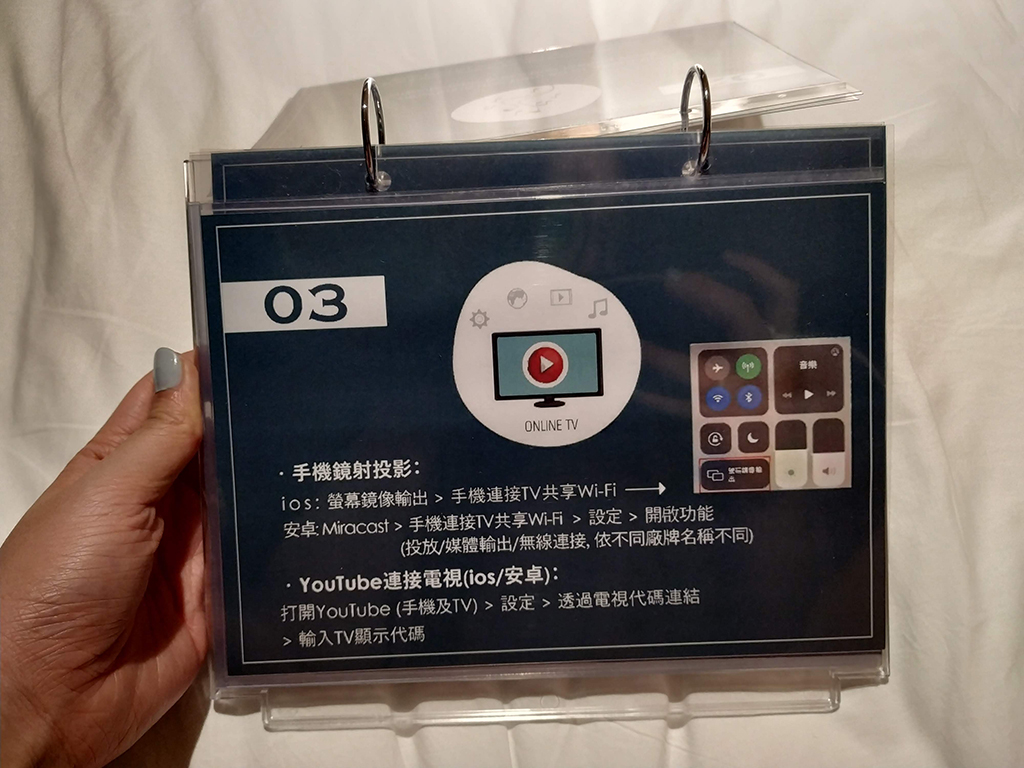 03
ONLINE TV
音樂
螢幕鏡像輸出
· 手機鏡射投影:
ios: 螢幕鏡像輸出 > 手機連接TV共享Wi-Fi
安卓: Miracast > 手機連接TV共享Wi-Fi > 設定 > 開啟功能
(投放/媒體輸出/無線連接, 依不同廠牌名稱不同)
· YouTube連接電視(ios/安卓):
打開YouTube (手機及TV) > 設定 > 透過電視代碼連結
> 輸入TV顯示代碼